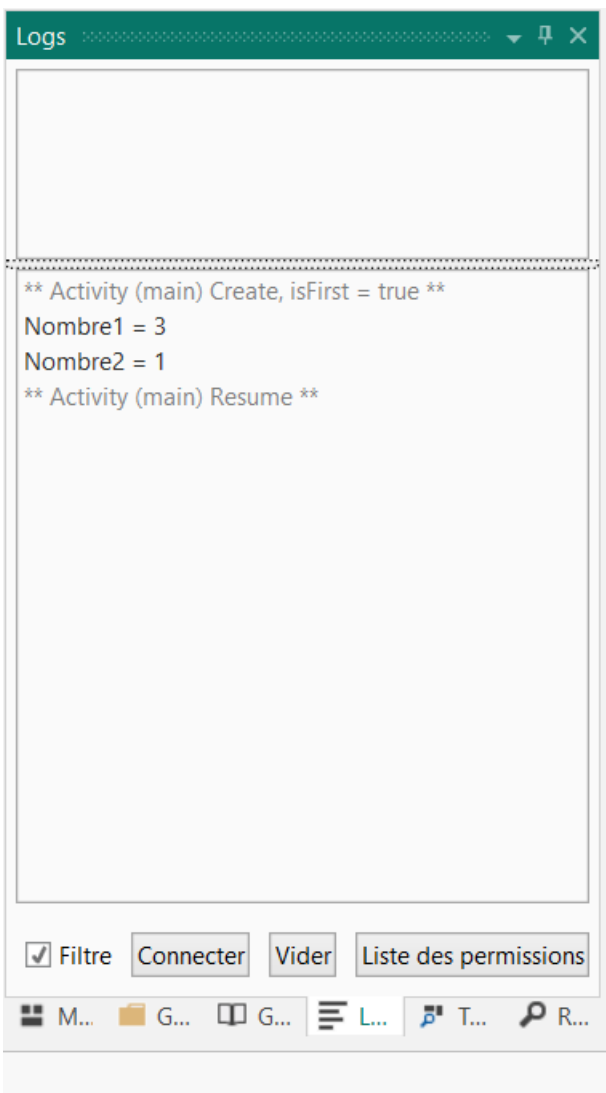 Logs
** Activity (main) Create, isFirst = true **
Nombre1 = 3
Nombre2 = 1
** Activity (main) Resume **
Filtre Connecter Vider Liste des permissions
M... G... G... L... T... R...